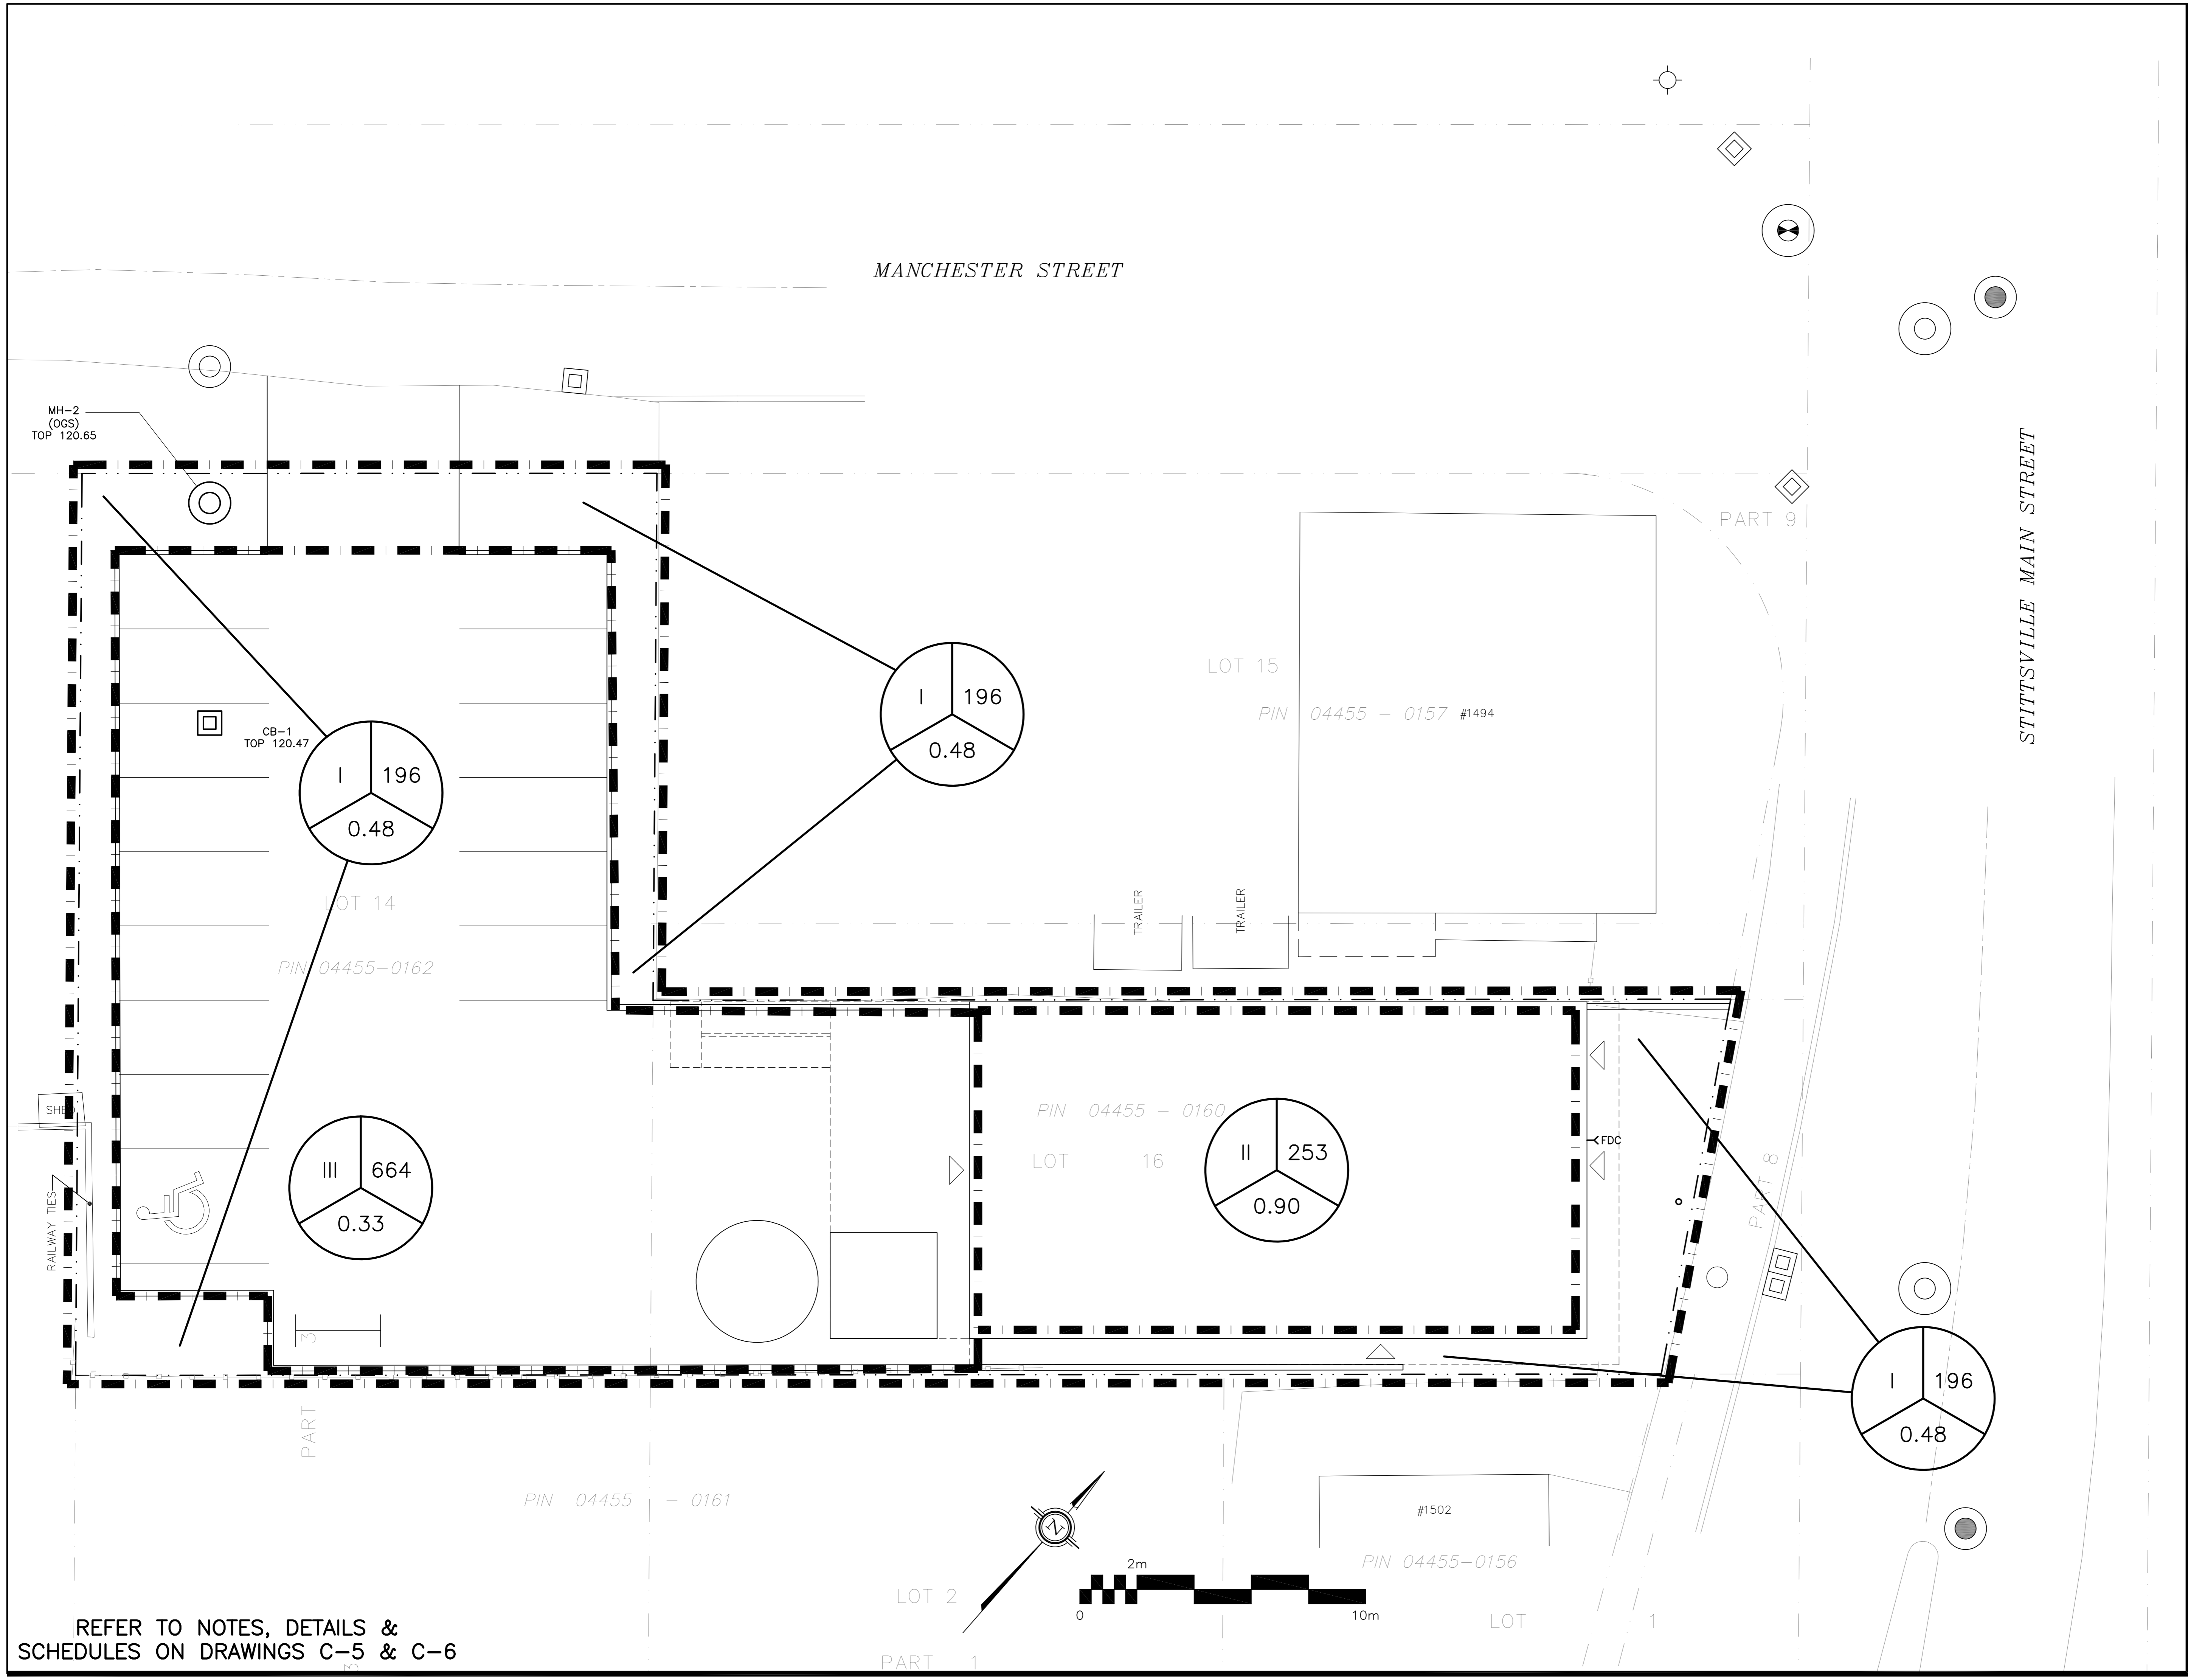 MANCHESTER STREET
MH-2
(OGS)
TOP 120.65
STITTSVILLE MAIN STREET
PART 9
LOT 15
PIN 04455 - 0157
#1494
I
196
0.48
CB-1
TOP 120.47
I
196
0.48
LOT 14
PIN 04455-0162
TRAILER
TRAILER
SHED
RAILWAY TIES
III
664
0.33
PIN 04455 - 0160
LOT 16
II
253
0.90
FDC
PART 8
I
196
0.48
PART 3
PIN 04455 - 0161
N
#1502
PIN 04455-0156
2m
0
10m
LOT 2
LOT 1
PART 1
3
REFER TO NOTES, DETAILS &
SCHEDULES ON DRAWINGS C-5 & C-6